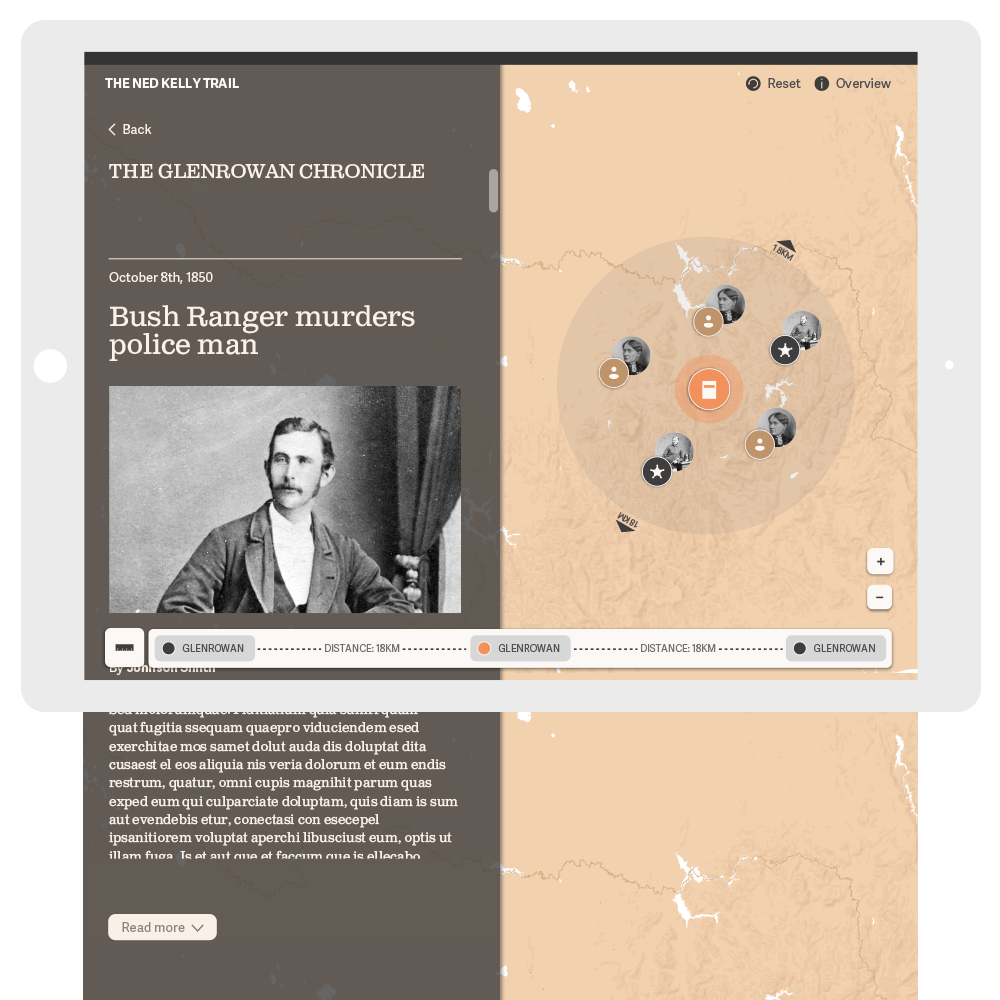 THE NED KELLY TRAIL
Reset
Overview
Back
THE GLENROWAN CHRONICLE
October 8th, 1850
Bush Ranger murders
police man
18KM
18KM
GLENROWAN
DISTANCE: 18KM
GLENROWAN
DISTANCE: 18KM
GLENROWAN
By Johnson Smith
quat fugitia ssequam quaepro viduciendem esed
exerchitae mos samet dolut auda dis doluptat dita
cusaest el eos aliquia nis veria dolorum et eum endis
restrum, quatur, omni cupis magnihit parum quas
exped eum qui culparciate doluptam, quis diam is sum
aut evendebis etur, conectasi con esecepel
ipsanitiorem voluptat aperchi libusciust eum, optis ut
illam fuga. Is et aut que et faccum que is ellecabo.
Read more